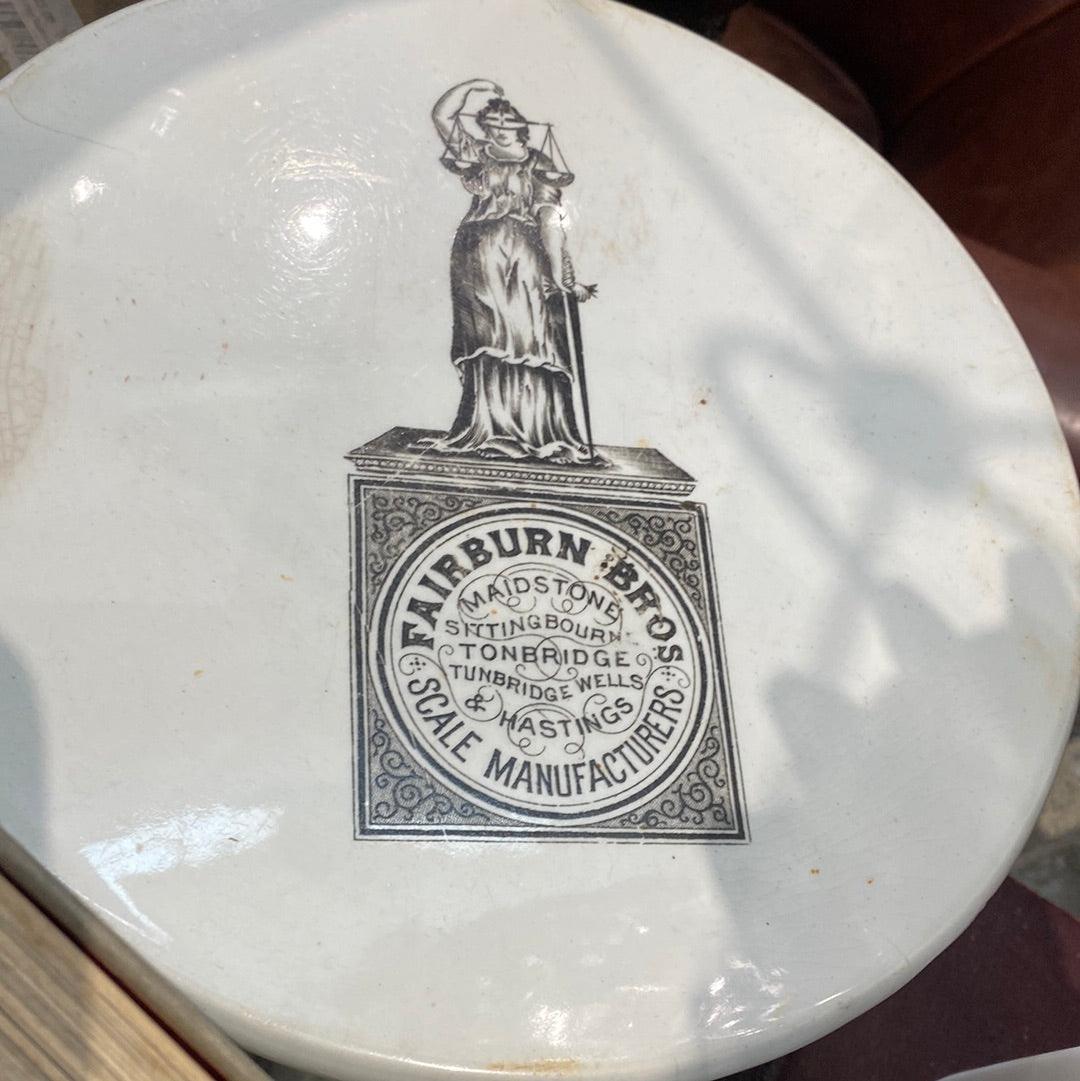 FAIRBURN BROS
MAIDSTONE
SITTINGBOURN
TONBRIDGE
TUNBRIDGE WELLS
& HASTINGS
SCALE MANUFACTURERS